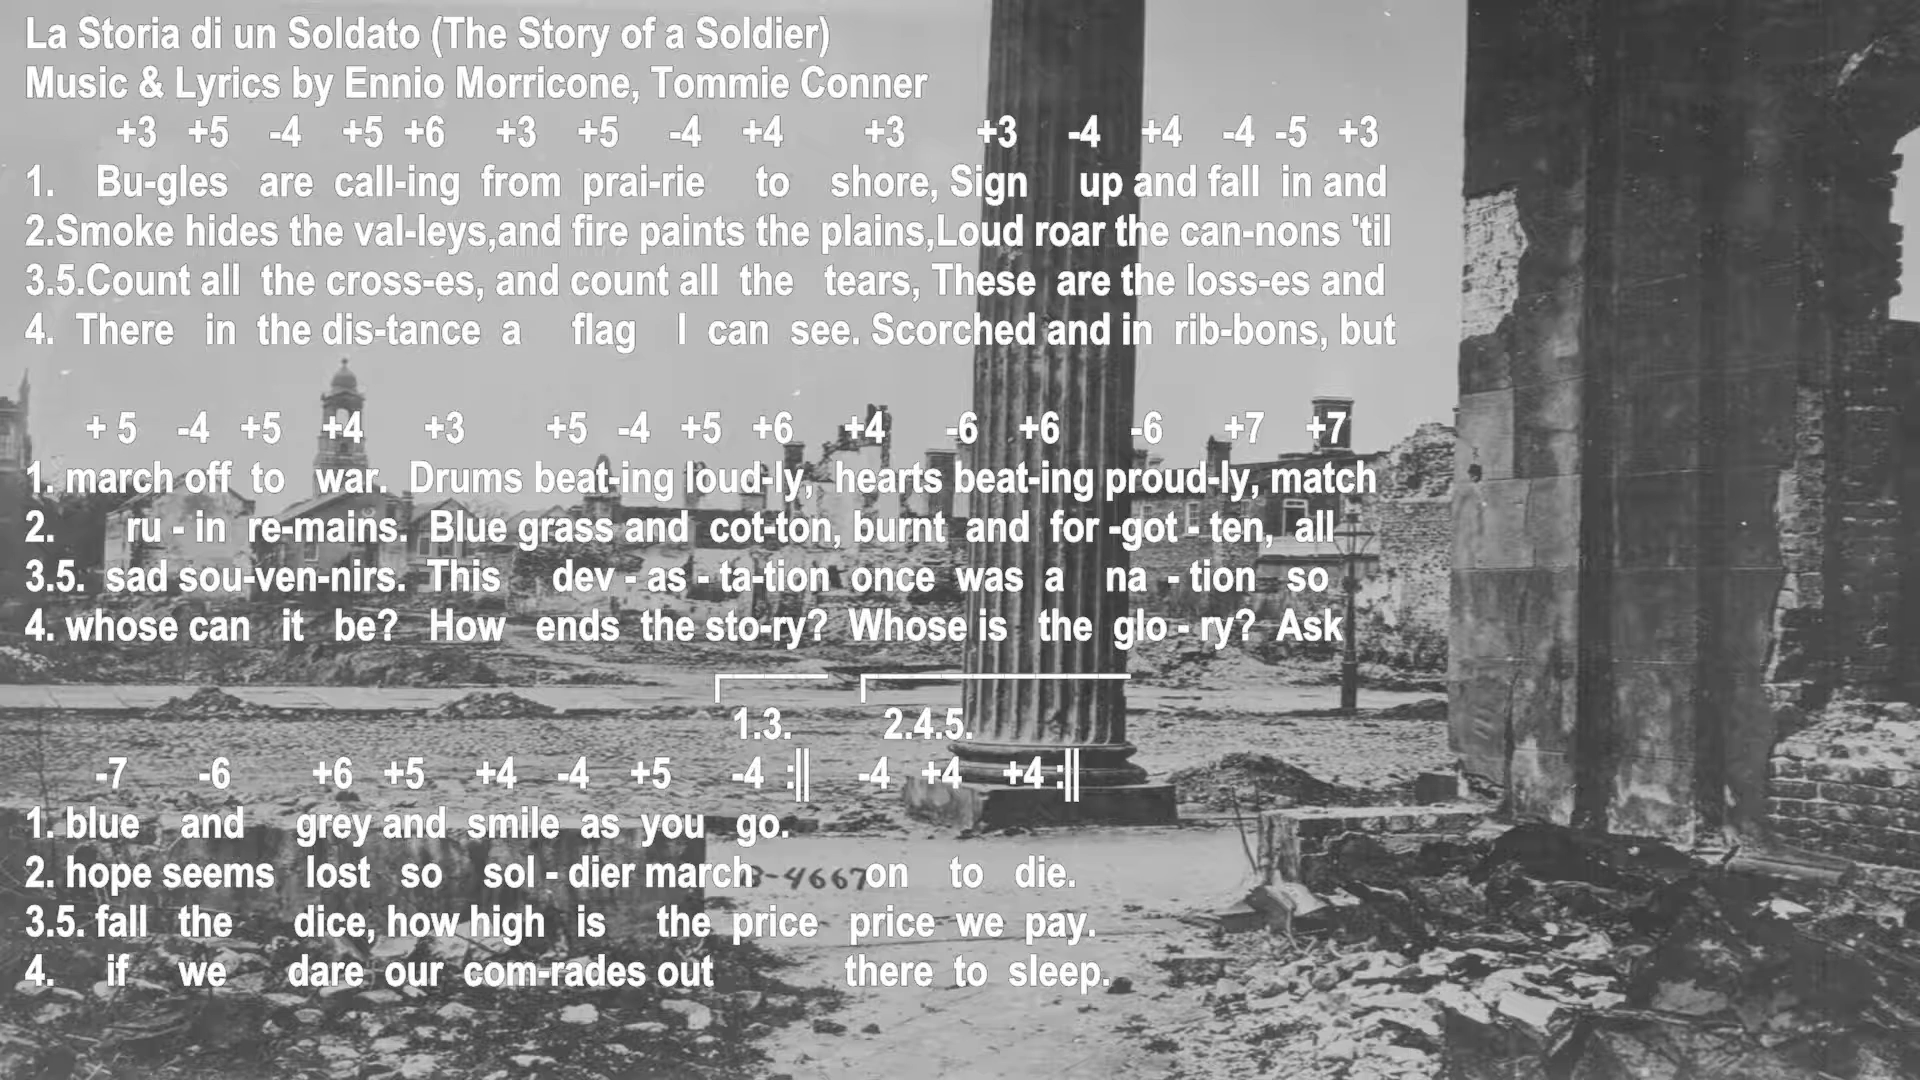 La Storia di un Soldato (The Story of a Soldier)
Music & Lyrics by Ennio Morricone, Tommie Conner
+3 +5 -4 +5 +6 +3 +5 -4 +4 +3 +3 -4 +4 -4 -5 +3
1. Bu-gles are call-ing from prai-rie to shore, Sign up and fall in and
2.Smoke hides the val-leys,and fire paints the plains,Loud roar the can-nons 'til
3.5.Count all the cross-es, and count all the tears, These are the loss-es and
4. There in the dis-tance a flag I can see. Scorched and in rib-bons, but
+ 5 -4 +5 +4 +3 +5 -4 +5 +6 +4 -6 +6 -6 +7 +7
1. march off to war. Drums beat-ing loud-ly, hearts beat-ing proud-ly, match
2. ru - in re-mains. Blue grass and cot-ton, burnt and for -got - ten, all
3.5. sad sou-ven-nirs. This dev - as - ta-tion once was a na - tion so
4. whose can it be? How ends the sto-ry? Whose is the glo - ry? Ask
1.3. 2.4.5.
-7 -6 +6 +5 +4 -4 +5 -4 :|| -4 +4 +4 :||
1. blue and grey and smile as you go.
2. hope seems lost so sol - dier march on to die.
B-4667
3.5. fall the dice, how high is the price price we pay.
4. if we dare our com-rades out there to sleep.